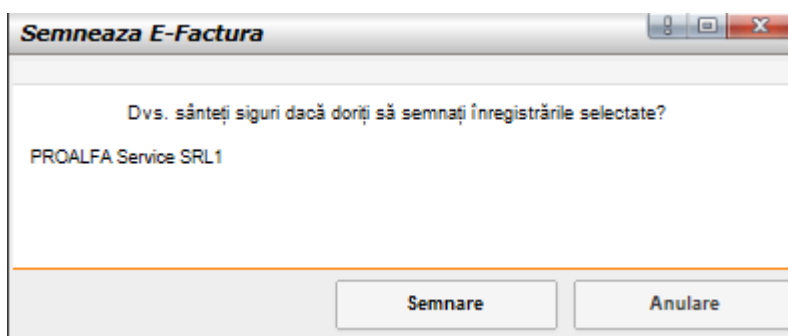 Semneaza E-Factura
Dvs. sânteți siguri dacă doriți să semnați înregistrările selectate?
PROALFA Service SRL1
Semnare
Anulare